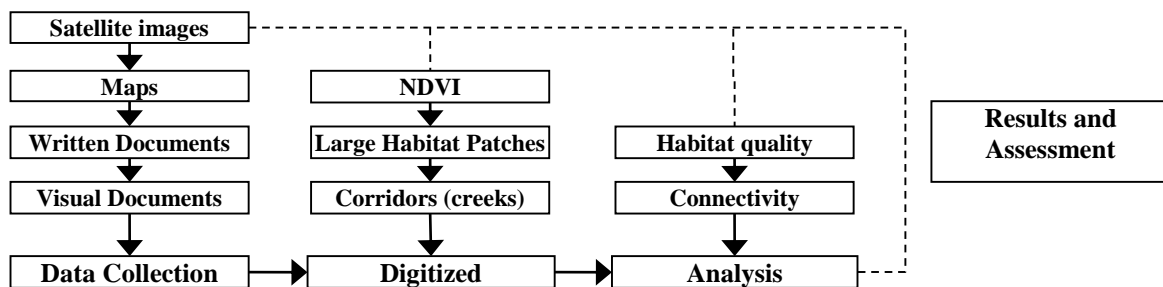 Satellite images
Maps
Written Documents
Visual Documents
Data Collection
NDVI
Large Habitat Patches
Corridors (creeks)
Digitized
Habitat quality
Connectivity
Analysis
Results and
Assessment